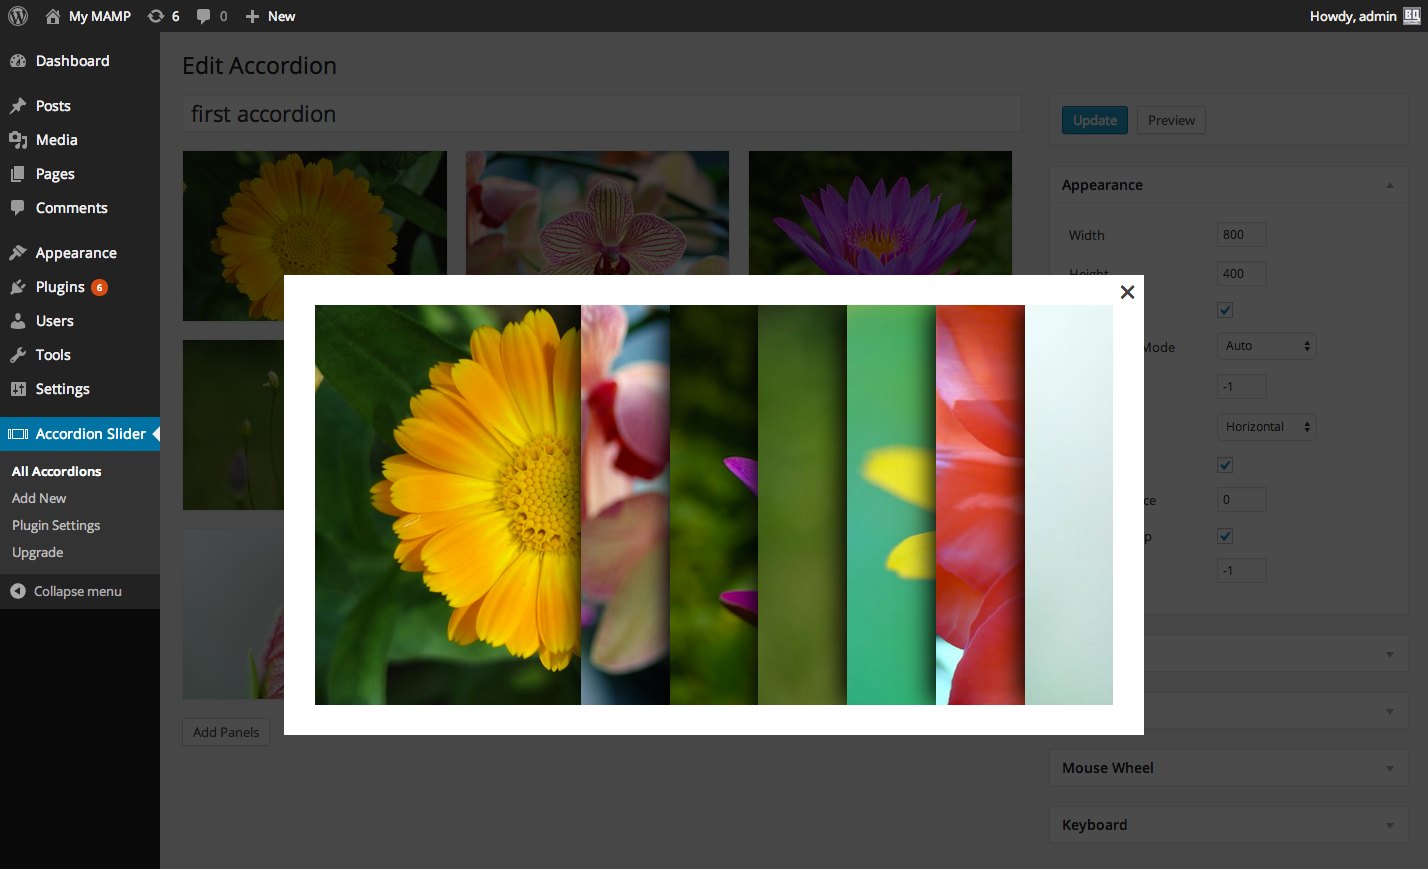 My MAMP
6
0
New
Howdy, admin
Dashboard
Posts
Media
Pages
Comments
Appearance
Plugins 6
Users
Tools
Settings
Accordion Slider
All Accordions
Add New
Plugin Settings
Upgrade
Collapse menu
Edit Accordion
first accordion
Add Panels
Update
Preview
Appearance
Width 800
Height 400
Mode Auto
-1
Horizontal
0
-1
Mouse Wheel
Keyboard